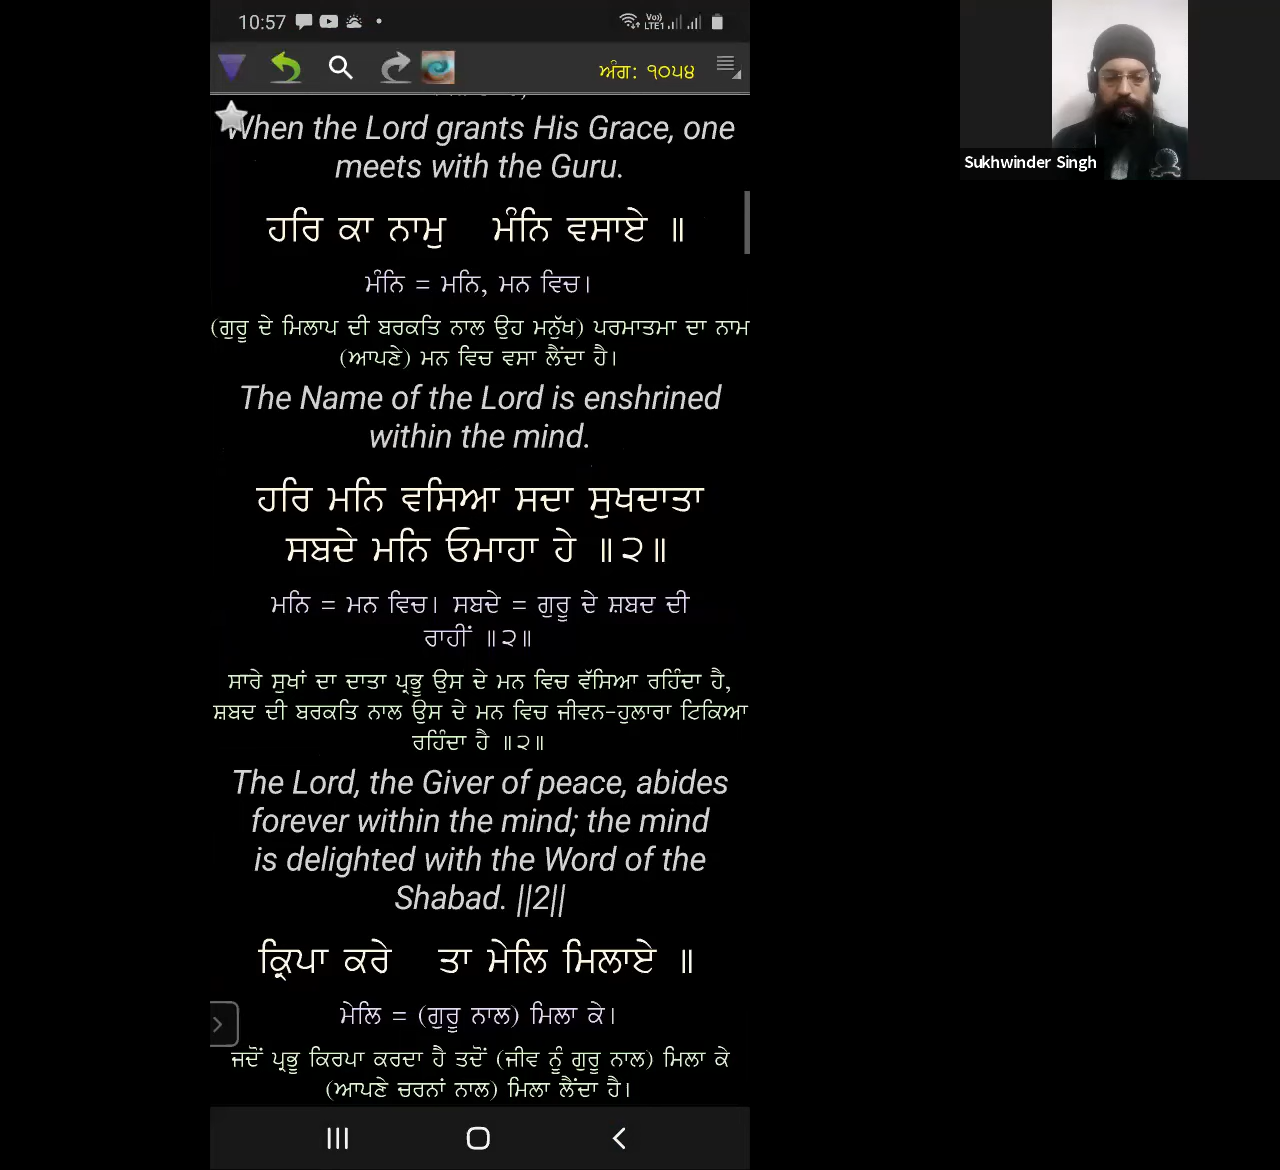 10:57
Vo) LTE1
ਅੰਗ: ੧੦੫੪
When the Lord grants His Grace, one
meets with the Guru.
ਹਰਿ ਕਾ ਨਾਮੁ ਮੰਨਿ ਵਸਾਏ ॥
ਮੰਨਿ = ਮਨਿ, ਮਨ ਵਿਚ।
(ਗੁਰੂ ਦੇ ਮਿਲਾਪ ਦੀ ਬਰਕਤਿ ਨਾਲ ਉਹ ਮਨੁੱਖ) ਪਰਮਾਤਮਾ ਦਾ ਨਾਮ
(ਆਪਣੇ) ਮਨ ਵਿਚ ਵਸਾ ਲੈਂਦਾ ਹੈ।
The Name of the Lord is enshrined
within the mind.
ਹਰਿ ਮਨਿ ਵਸਿਆ ਸਦਾ ਸੁਖਦਾਤਾ
ਸਬਦੇ ਮਨਿ ਓਮਾਹਾ ਹੇ ॥੨॥
ਮਨਿ = ਮਨ ਵਿਚ। ਸਬਦੇ = ਗੁਰੂ ਦੇ ਸ਼ਬਦ ਦੀ
ਰਾਹੀਂ ॥੨॥
ਸਾਰੇ ਸੁਖਾਂ ਦਾ ਦਾਤਾ ਪ੍ਰਭੂ ਉਸ ਦੇ ਮਨ ਵਿਚ ਵੱਸਿਆ ਰਹਿੰਦਾ ਹੈ,
ਸ਼ਬਦ ਦੀ ਬਰਕਤਿ ਨਾਲ ਉਸ ਦੇ ਮਨ ਵਿਚ ਜੀਵਨ-ਹੁਲਾਰਾ ਟਿਕਿਆ
ਰਹਿੰਦਾ ਹੈ ॥੨॥
The Lord, the Giver of peace, abides
forever within the mind; the mind
is delighted with the Word of the
Shabad. ||2||
ਕ੍ਰਿਪਾ ਕਰੇ ਤਾ ਮੇਲਿ ਮਿਲਾਏ ॥
ਮੇਲਿ = (ਗੁਰੂ ਨਾਲ) ਮਿਲਾ ਕੇ।
ਜਦੋਂ ਪ੍ਰਭੂ ਕਿਰਪਾ ਕਰਦਾ ਹੈ ਤਦੋਂ (ਜੀਵ ਨੂੰ ਗੁਰੂ ਨਾਲ) ਮਿਲਾ ਕੇ
(ਆਪਣੇ ਚਰਨਾਂ ਨਾਲ) ਮਿਲਾ ਲੈਂਦਾ ਹੈ।
Sukhwinder Singh